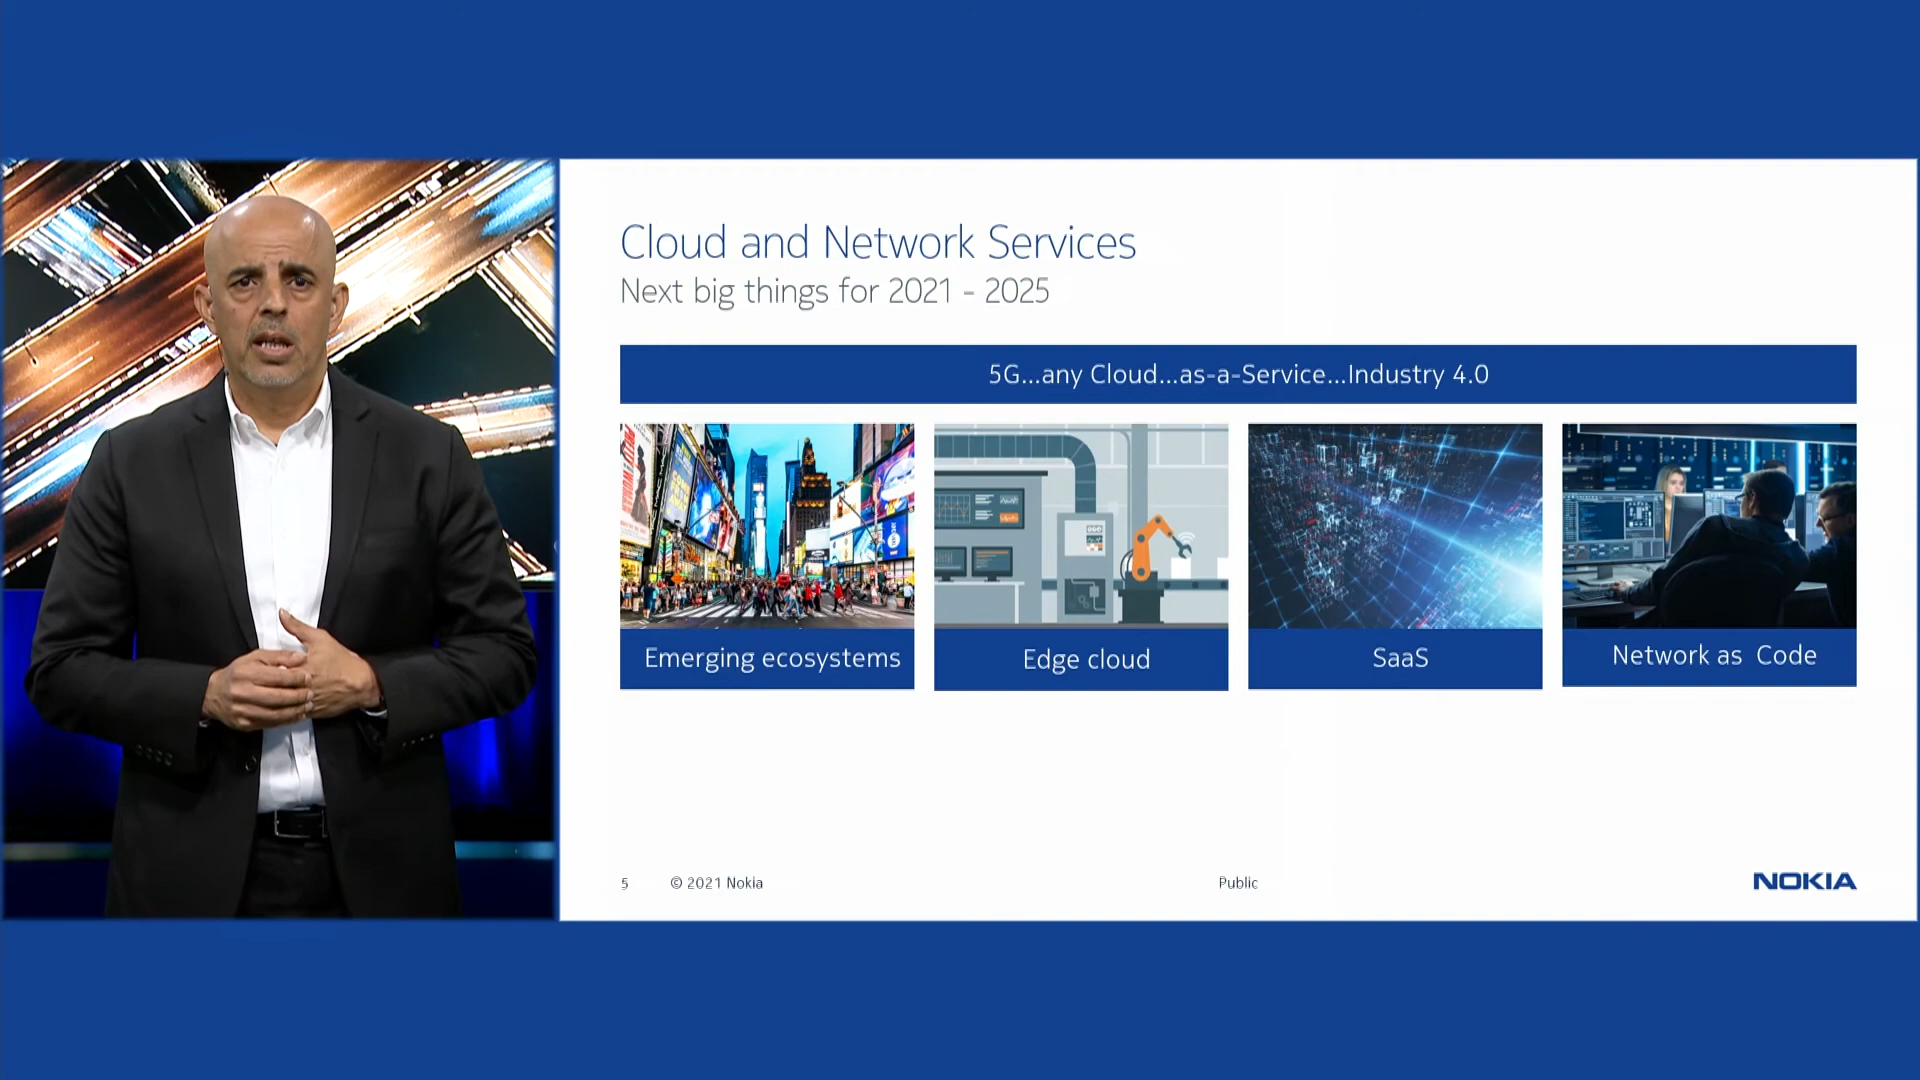 Cloud and Network Services
Next big things for 2021 - 2025
5G...any Cloud...as-a-Service...Industry 4.0
Emerging ecosystems
Edge cloud
SaaS
Network as Code
5 © 2021 Nokia Public NOKIA